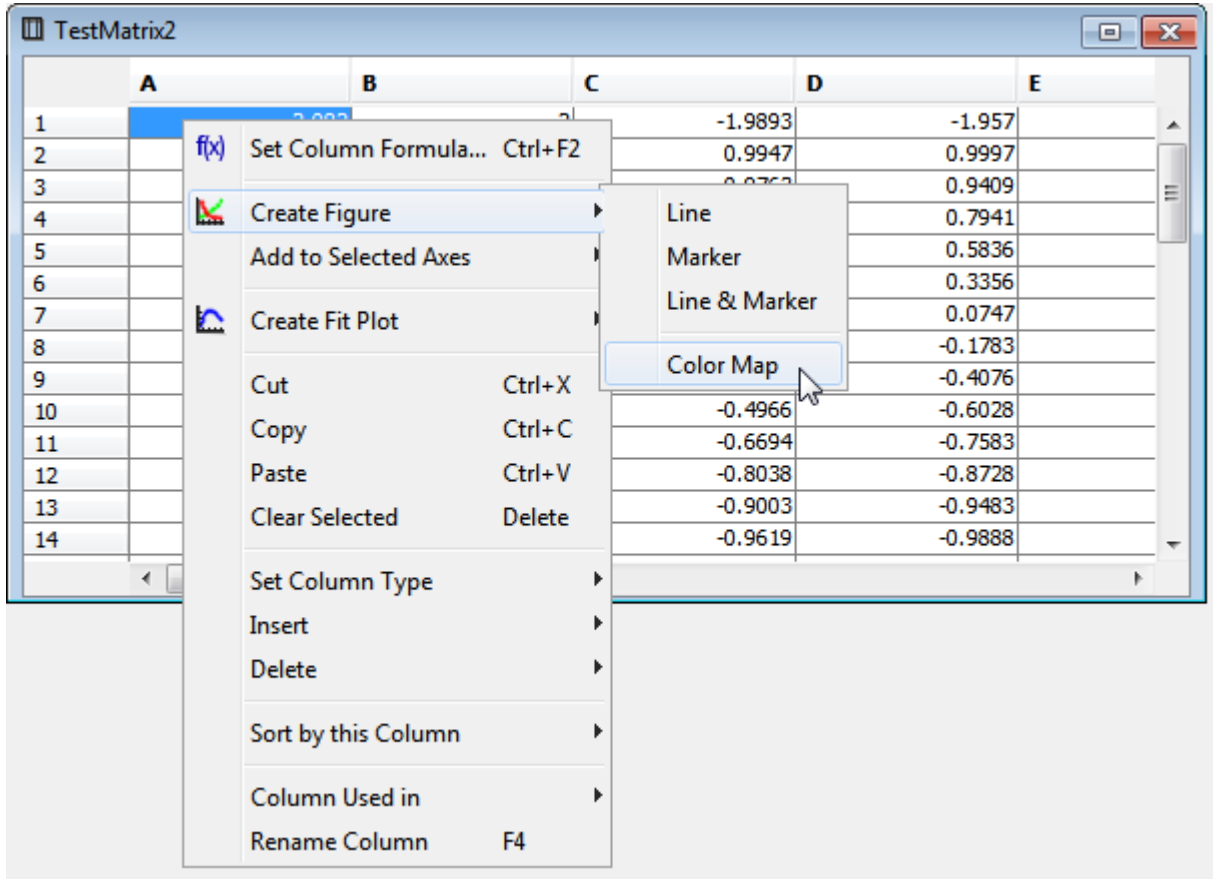 TestMatrix2
A B C D E
1 -1.9893 -1.957
2 f(x) Set Column Formula... Ctrl+F2 0.9947 0.9997
3 0.9409
4 Create Figure Line 0.7941
5 Add to Selected Axes Marker 0.5836
6 Line & Marker 0.3356
7 Create Fit Plot 0.0747
8 Color Map -0.1783
9 Cut Ctrl+X -0.4076
10 -0.4966 -0.6028
11 Copy Ctrl+C -0.6694 -0.7583
12 Paste Ctrl+V -0.8038 -0.8728
13 Clear Selected Delete -0.9003 -0.9483
14 -0.9619 -0.9888
Set Column Type
Insert
Delete
Sort by this Column
Column Used in
Rename Column F4